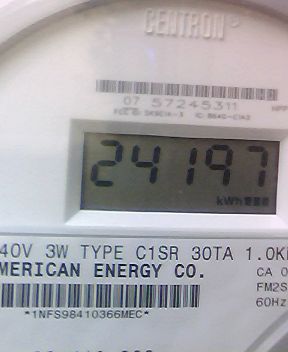 CENTRON®
07 57245311
24197
kWh
40V 3W TYPE C1SR 30TA 1.0K
MERICAN ENERGY CO.
CA 0
FM2S
60Hz
*1NFS98410366MEC*